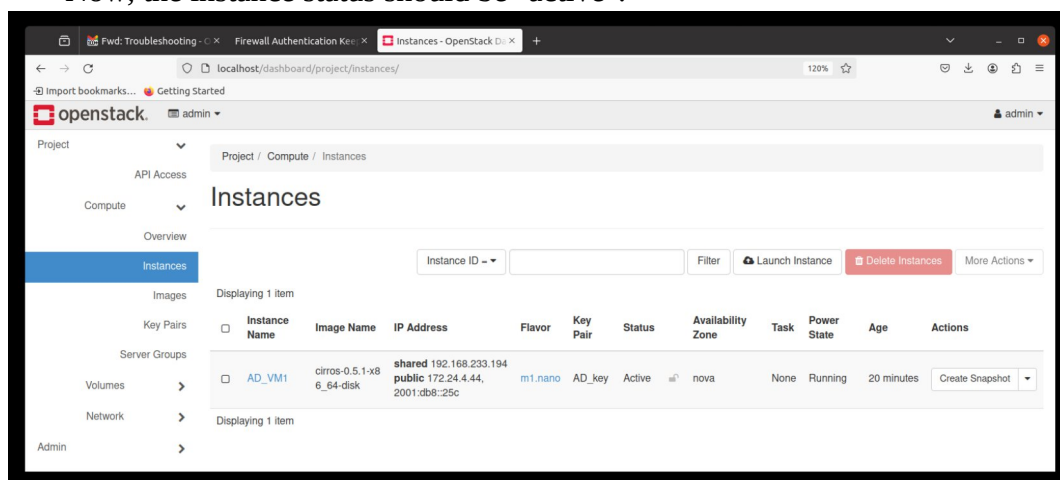 Now, the instance status should be "active".
Fwd: Troubleshooting - C
Firewall Authentication Kee
Instances - OpenStack Da
localhost/dashboard/project/instances/
120%
Import bookmarks...
Getting Started
openstack.
admin
admin
Project
Project / Compute / Instances
API Access
Compute
Instances
Overview
Instance ID =
Filter
Launch Instance
Delete Instances
More Actions
Instances
Images
Displaying 1 item
Key Pairs
Instance Name
Image Name
IP Address
Flavor
Key Pair
Status
Availability Zone
Task
Power State
Age
Actions
Server Groups
AD_VM1
cirros-0.5.1-x8
6_64-disk
shared 192.168.233.194
public 172.24.4.44,
2001:db8::25c
m1.nano
AD_key
Active
nova
None
Running
20 minutes
Create Snapshot
Volumes
Network
Displaying 1 item
Admin